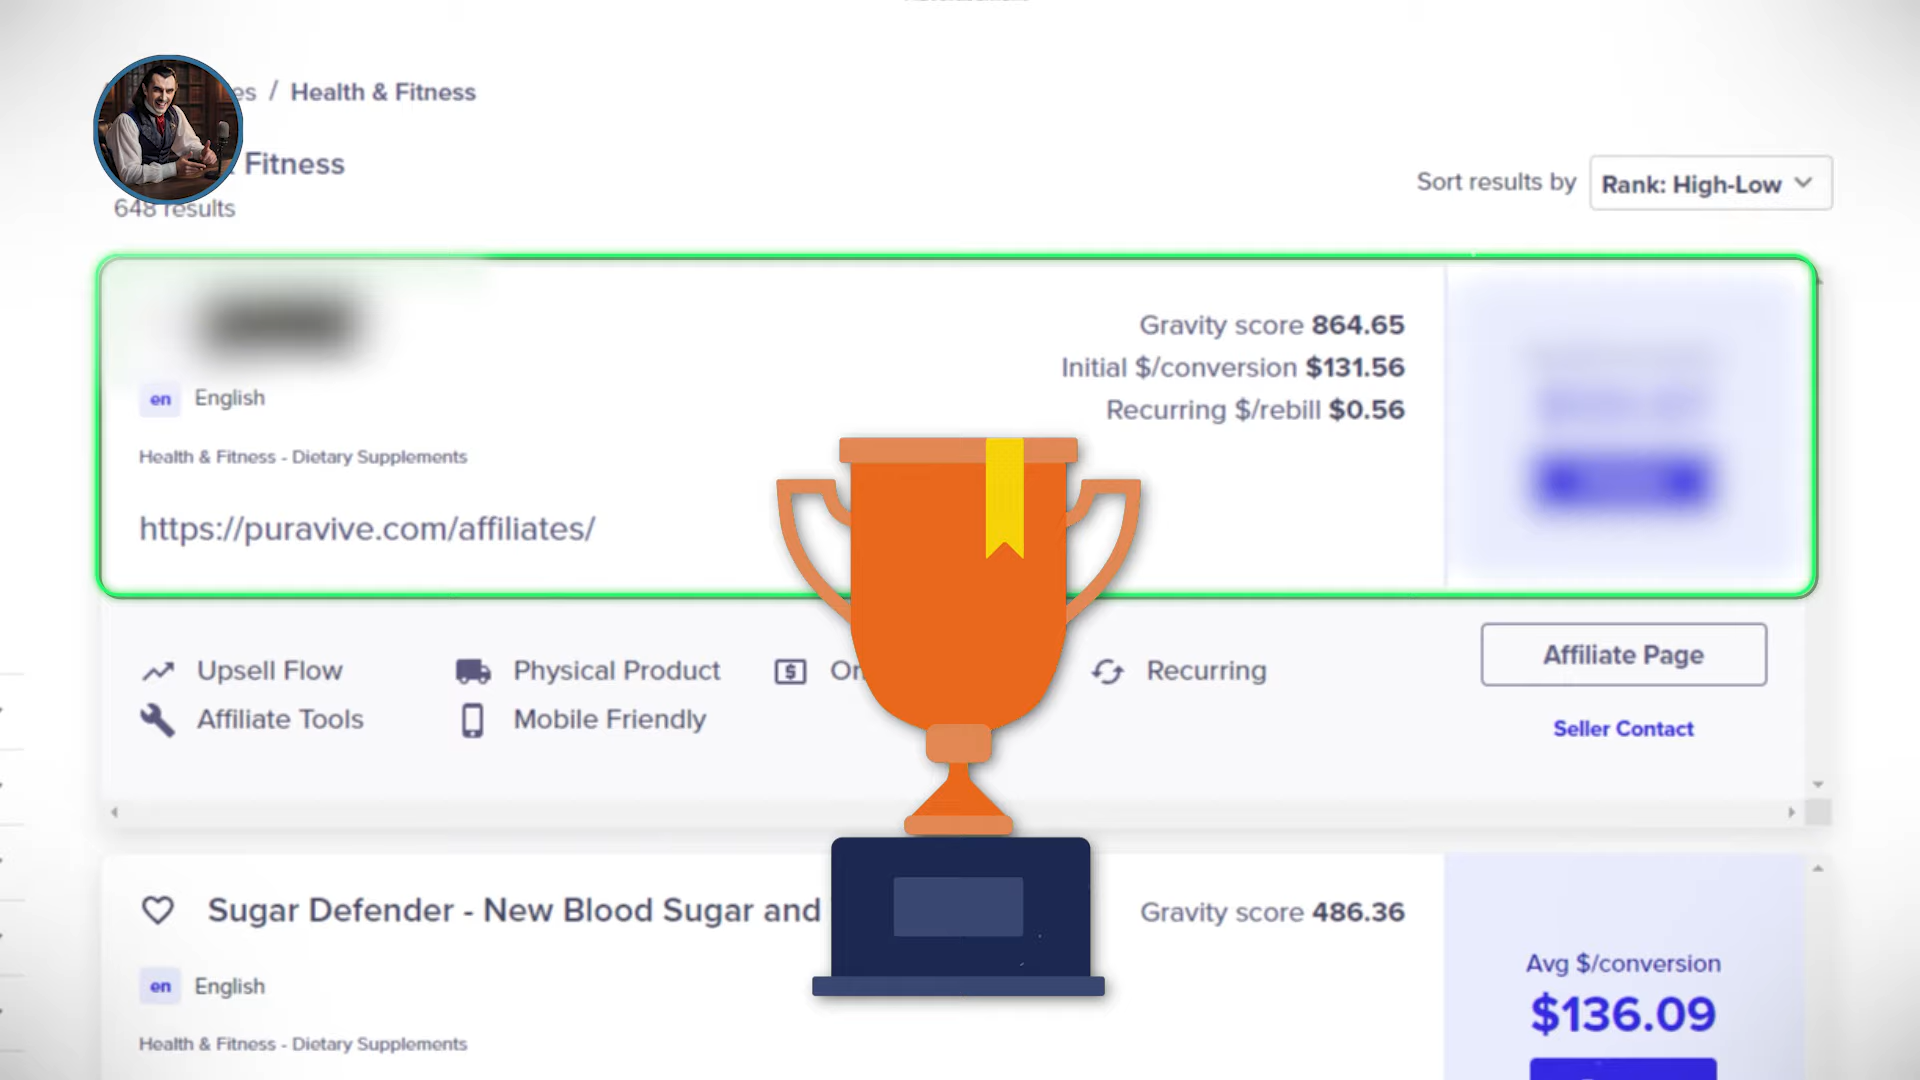 / Health & Fitness
Fitness
648 results
Sort results by Rank: High-Low
Gravity score 864.65
Initial $/conversion $131.56
Recurring $/rebill $0.56
en English
Health & Fitness - Dietary Supplements
https://puravive.com/affiliates/
Upsell Flow Physical Product Recurring
Affiliate Tools Mobile Friendly
Affiliate Page
Seller Contact
Sugar Defender - New Blood Sugar and
Gravity score 486.36
en English
Health & Fitness - Dietary Supplements
Avg $/conversion
$136.09